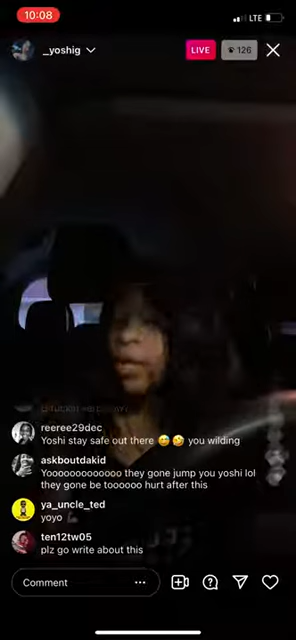 10:08
LTE
_yoshig
LIVE
126
reeree29dec
Yoshi stay safe out there 😅🤣 you wilding
askboutdakid
Yooooooooooooo they gone jump you yoshi lol
they gone be toooooo hurt after this
ya_uncle_ted
yoyo 💪🏿
ten12tw05
plz go write about this
Comment